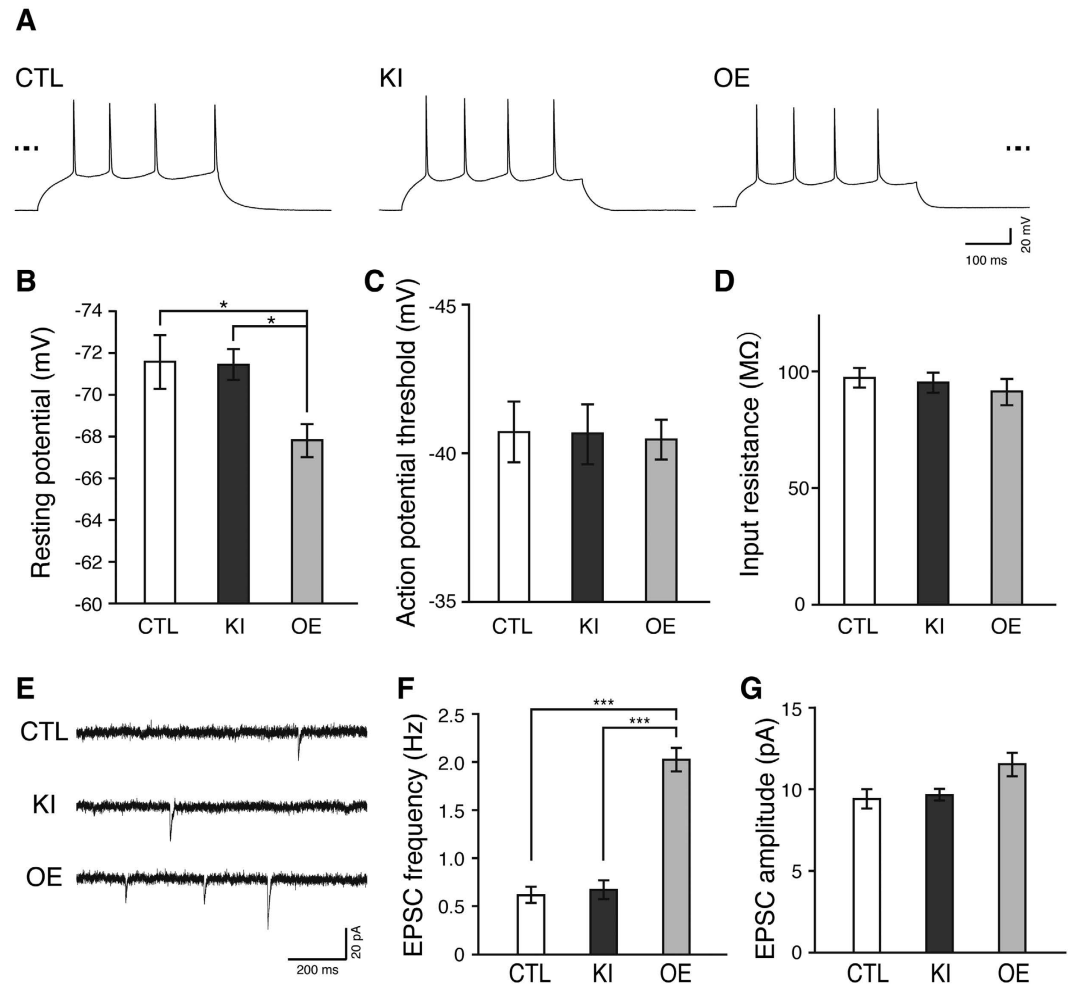 A
CTL
KI
OE
20 mV
100 ms
B
Resting potential (mV)
-74
-72
-70
-68
-66
-64
-62
-60
*
*
CTL
KI
OE
C
Action potential threshold (mV)
-45
-40
-35
CTL
KI
OE
D
Input resistance (MΩ)
100
50
0
CTL
KI
OE
E
CTL
KI
OE
20 pA
200 ms
F
EPSC frequency (Hz)
2.5
2.0
1.5
1.0
0.5
0
***
***
CTL
KI
OE
G
EPSC amplitude (pA)
15
10
5
0
CTL
KI
OE